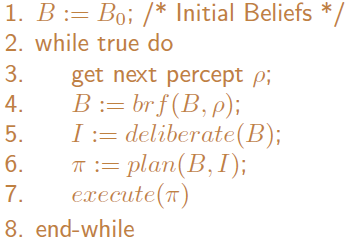 1. B := B₀; /* Initial Beliefs */
2. while true do
3. get next percept ρ;
4. B := brf(B, ρ);
5. I := deliberate(B);
6. π := plan(B, I);
7. execute(π)
8. end-while